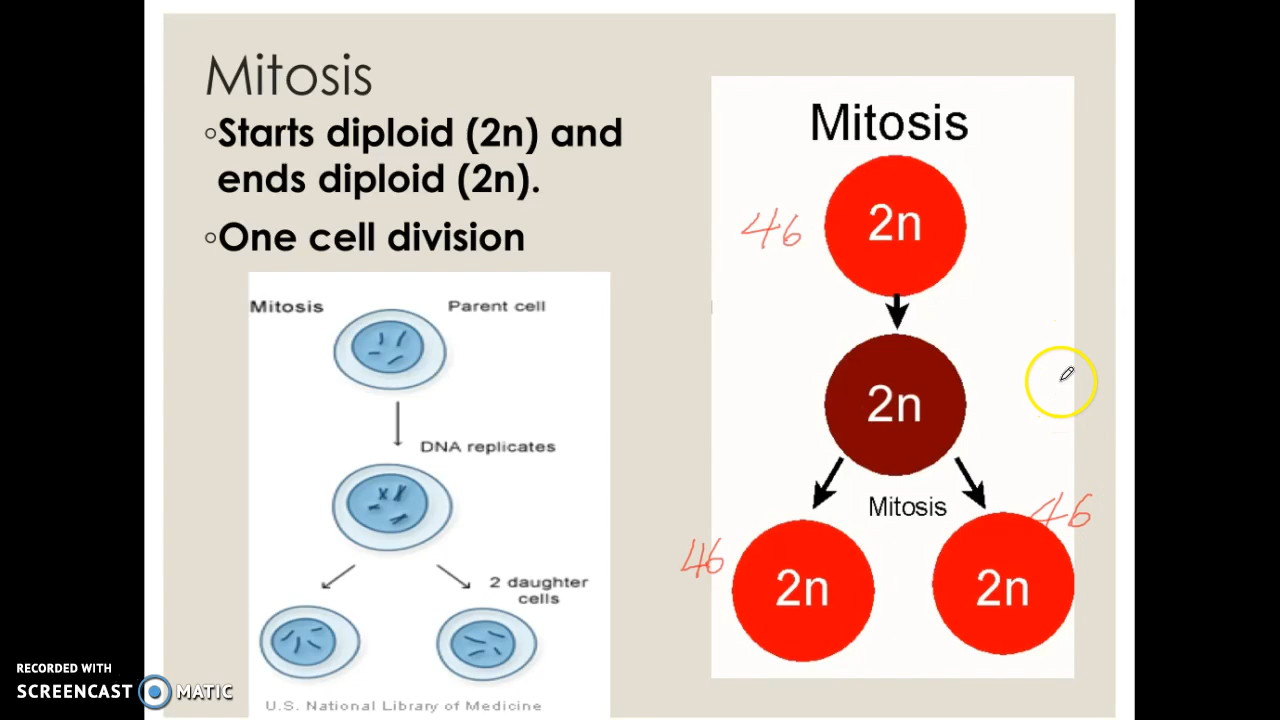 Mitosis
◦Starts diploid (2n) and
ends diploid (2n).
◦One cell division
Mitosis
Parent cell
DNA replicates
2 daughter
cells
U.S. National Library of Medicine
Mitosis
46
2n
2n
Mitosis
46
46
2n
2n
RECORDED WITH
SCREENCAST MATIC